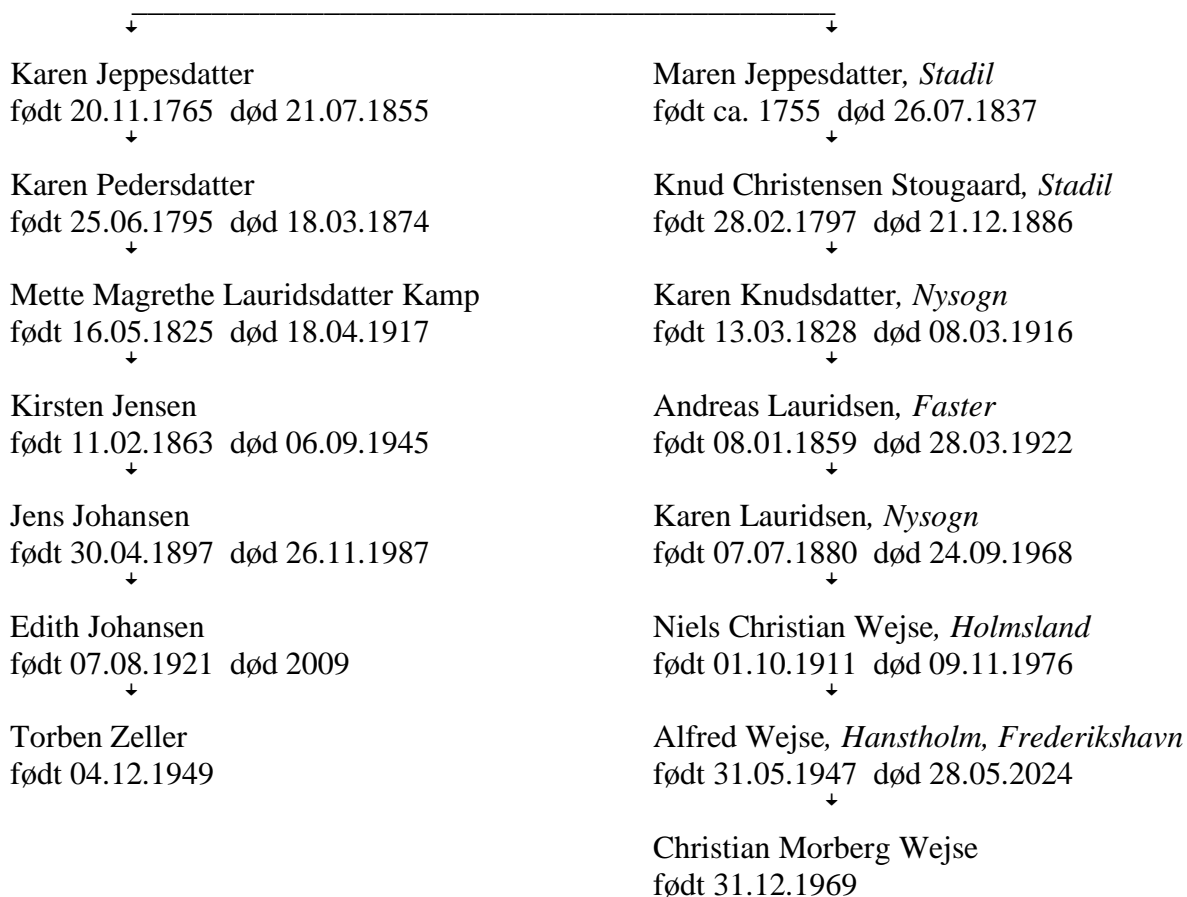 Karen Jeppesdatter
født 20.11.1765 død 21.07.1855
Karen Pedersdatter
født 25.06.1795 død 18.03.1874
Mette Magrethe Lauridsdatter Kamp
født 16.05.1825 død 18.04.1917
Kirsten Jensen
født 11.02.1863 død 06.09.1945
Jens Johansen
født 30.04.1897 død 26.11.1987
Edith Johansen
født 07.08.1921 død 2009
Torben Zeller
født 04.12.1949
Maren Jeppesdatter, Stadil
født ca. 1755 død 26.07.1837
Knud Christensen Stougaard, Stadil
født 28.02.1797 død 21.12.1886
Karen Knudsdatter, Nysogn
født 13.03.1828 død 08.03.1916
Andreas Lauridsen, Faster
født 08.01.1859 død 28.03.1922
Karen Lauridsen, Nysogn
født 07.07.1880 død 24.09.1968
Niels Christian Wejse, Holmsland
født 01.10.1911 død 09.11.1976
Alfred Wejse, Hanstholm, Frederikshavn
født 31.05.1947 død 28.05.2024
Christian Morberg Wejse
født 31.12.1969